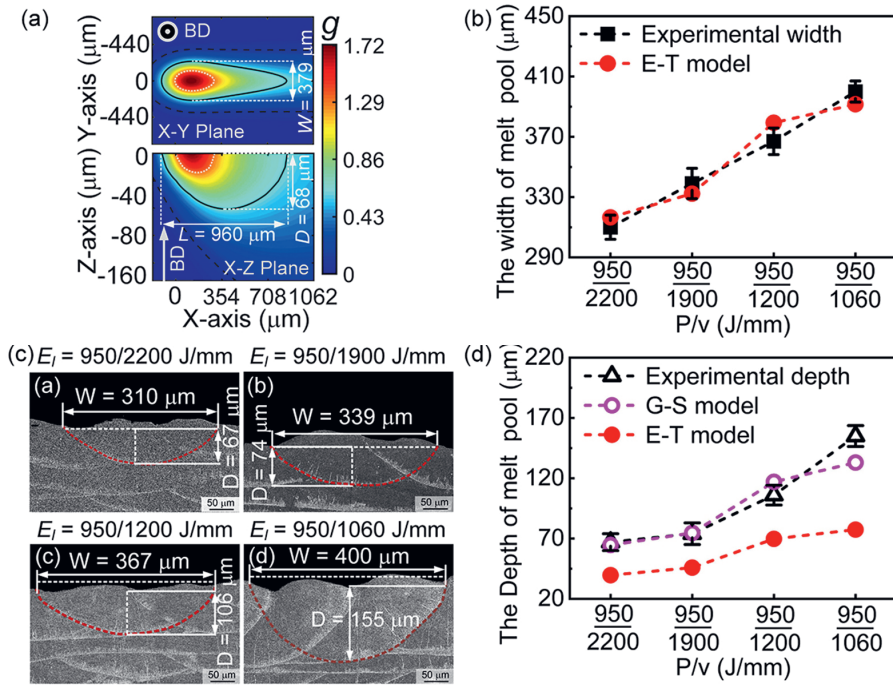 (a)
BD
g
Y-axis (μm)
-440
0
-440
X-Y Plane
W = 379 μm
Z-axis (μm)
0
-40
-80
-160
L = 960 μm
D = 68 μm
BD
X-Z Plane
0 354 708 1062
X-axis (μm)
1.72
1.29
0.86
0.43
0
(b)
The width of melt pool (μm)
450
410
370
330
290
Experimental width
E-T model
950 950 950 950
2200 1900 1200 1060
P/v (J/mm)
(c)
E_l = 950/2200 J/mm
E_l = 950/1900 J/mm
(a)
W = 310 μm
D = 67 μm
50 μm
(b)
W = 339 μm
D = 74 μm
50 μm
E_l = 950/1200 J/mm
E_l = 950/1060 J/mm
(c)
W = 367 μm
D = 106 μm
50 μm
(d)
W = 400 μm
D = 155 μm
50 μm
(d)
The Depth of melt pool (μm)
220
170
120
70
20
Experimental depth
G-S model
E-T model
950 950 950 950
2200 1900 1200 1060
P/v (J/mm)